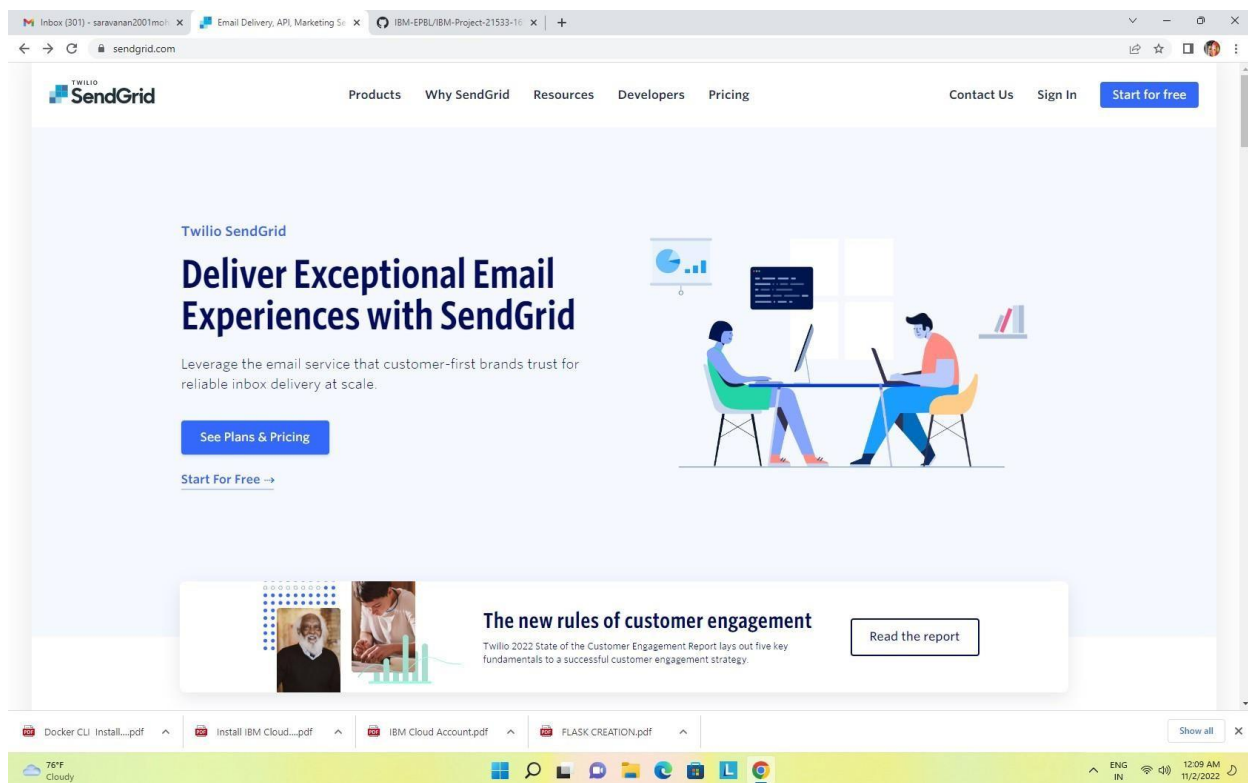 Inbox (301) - saravanan2001moh
Email Delivery, API, Marketing Se
IBM-EPBL/IBM-Project-21533-16
sendgrid.com
TWILIO
SendGrid
Products
Why SendGrid
Resources
Developers
Pricing
Contact Us
Sign In
Start for free
Twilio SendGrid
Deliver Exceptional Email
Experiences with SendGrid
Leverage the email service that customer-first brands trust for
reliable inbox delivery at scale.
See Plans & Pricing
Start For Free →
The new rules of customer engagement
Twilio 2022 State of the Customer Engagement Report lays out five key
fundamentals to a successful customer engagement strategy.
Read the report
Docker CLI Install....pdf
Install IBM Cloud....pdf
IBM Cloud Account.pdf
FLASK CREATION.pdf
Show all
76°F
Cloudy
L
ENG
IN
12:09 AM
11/2/2022